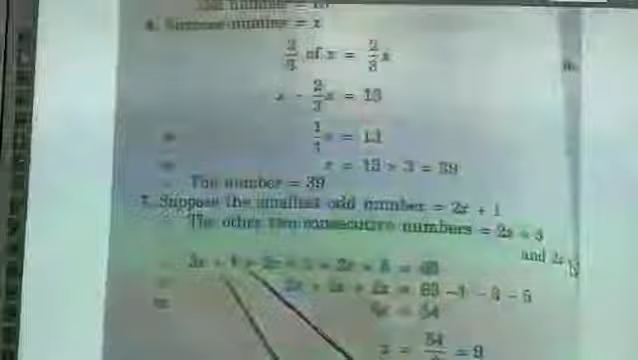 6. Suppose number = x
2/3 of x = 2/3 x
x - 2/3 x = 13
1/3 x = 13
x = 13 × 3 = 39
The number = 39
7. Suppose the smallest odd number = 2x + 1
The other two consecutive numbers = 2x + 3
and 2x
2x + 1 + 2x + 3 + 2x + 5 = 63
2x + 2x + 2x = 63 - 1 - 3 - 5
6x = 54
x = 54/ = 9